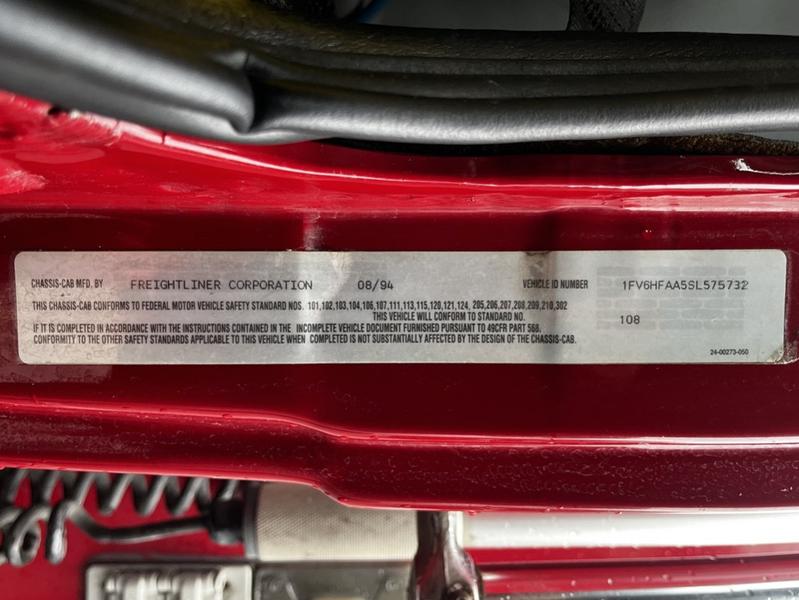 CHASSIS-CAB MFD. BY FREIGHTLINER CORPORATION 08/94 VEHICLE ID NUMBER 1FV6HFAA5SL575732
THIS CHASSIS-CAB CONFORMS TO FEDERAL MOTOR VEHICLE SAFETY STANDARD NOS. 101,102,103,104,106,107,111,113,115,120,121,124, 205,206,207,208,209,210,302
THIS VEHICLE WILL CONFORM TO STANDARD NO. 108
IF IT IS COMPLETED IN ACCORDANCE WITH THE INSTRUCTIONS CONTAINED IN THE INCOMPLETE VEHICLE DOCUMENT FURNISHED PURSUANT TO 49CFR PART 568.
CONFORMITY TO THE OTHER SAFETY STANDARDS APPLICABLE TO THIS VEHICLE WHEN COMPLETED IS NOT SUBSTANTIALLY AFFECTED BY THE DESIGN OF THE CHASSIS-CAB.
24-00273-050